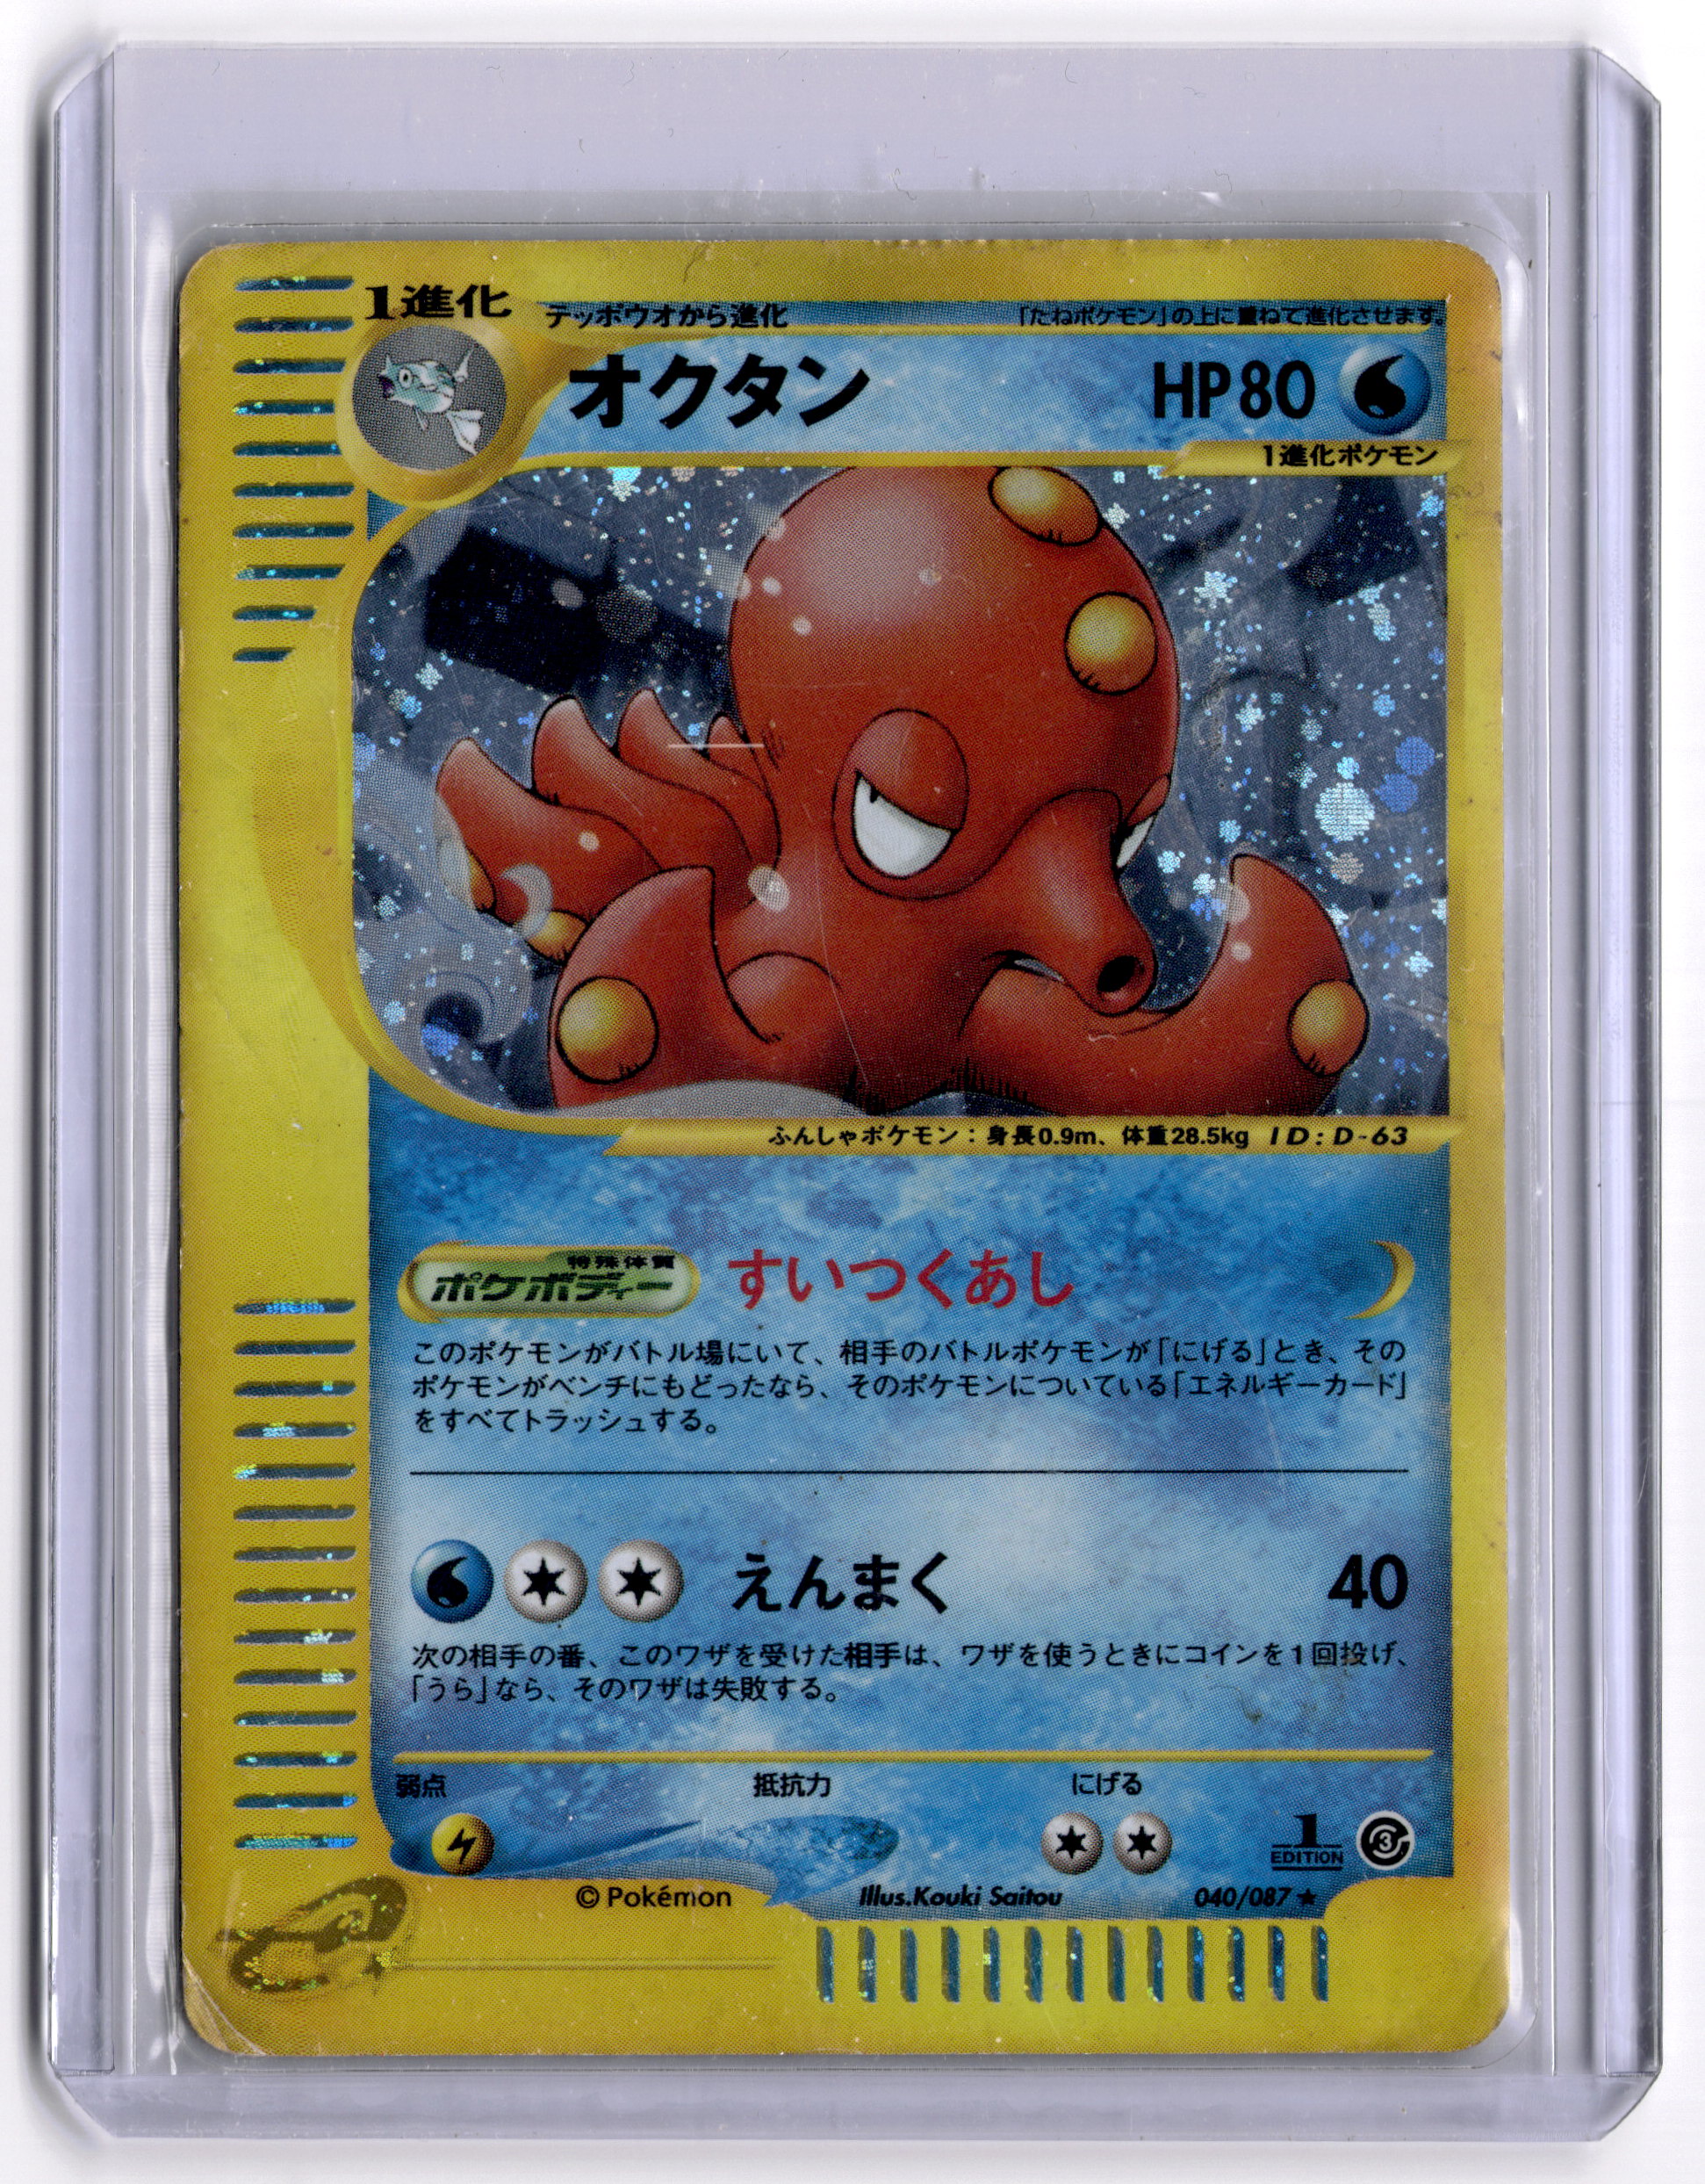 1進化
テッポウオから進化
「たねポケモン」の上に重ねて進化させます。
オクタン
HP80
1進化ポケモン
ふんしゃポケモン：身長0.9m、体重28.5kg ID:D-63
特殊体質
ポケボディー
すいつくあし
このポケモンがバトル場にいて、相手のバトルポケモンが「にげる」とき、その
ポケモンがベンチにもどったなら、そのポケモンについている「エネルギーカード」
をすべてトラッシュする。
えんまく
40
次の相手の番、このワザを受けた相手は、ワザを使うときにコインを1回投げ、
「うら」なら、そのワザは失敗する。
弱点
抵抗力
にげる
1
EDITION
3
© Pokémon
Illus.Kouki Saitou
040/087 ★